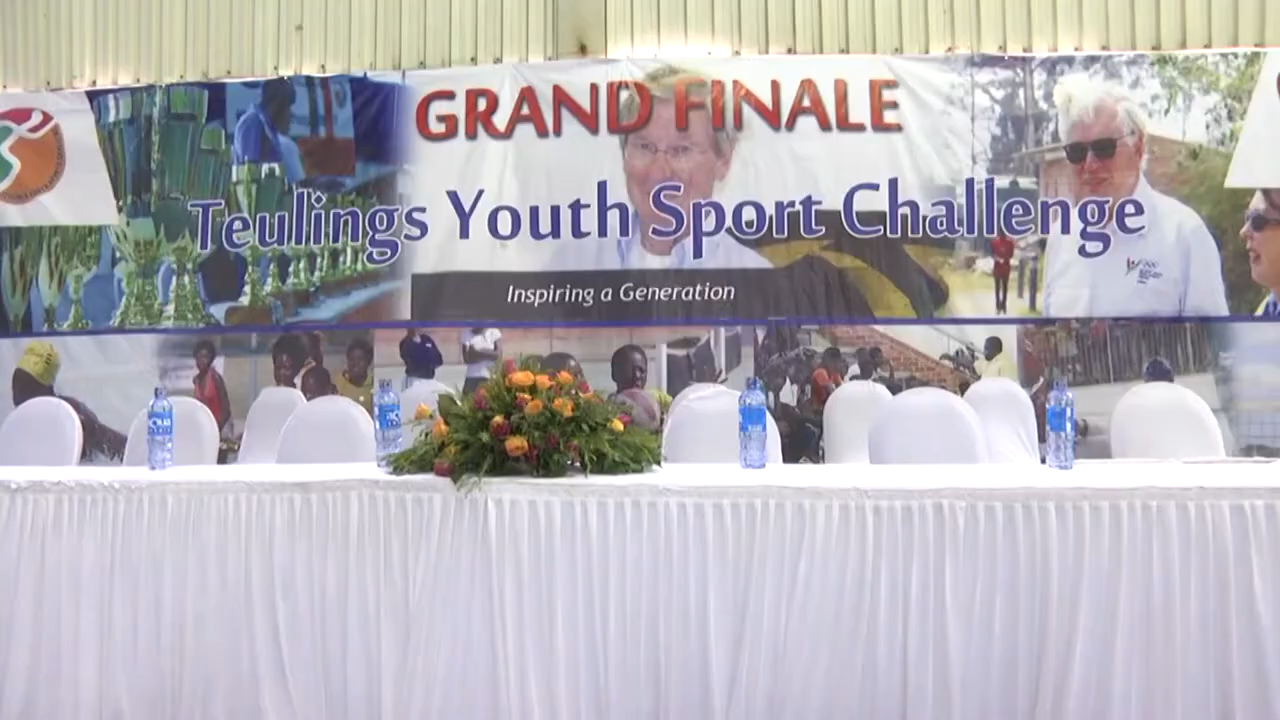 GRAND FINALE
Teulings Youth Sport Challenge
Inspiring a Generation